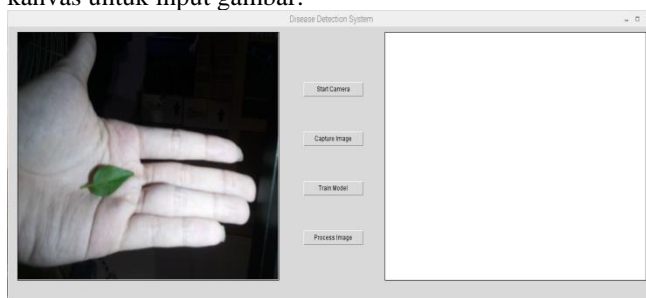 kanvas untuk input gambar.
Disease Detection System
Start Camera
Capture Image
Train Model
Process Image